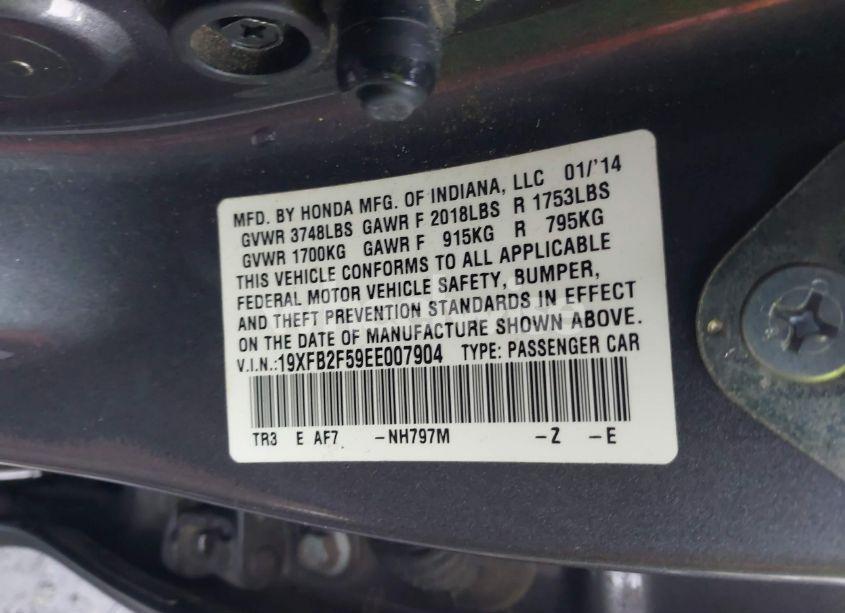 MFD. BY HONDA MFG. OF INDIANA, LLC 01/'14
GVWR 3748LBS GAWR F 2018LBS R 1753LBS
GVWR 1700KG GAWR F 915KG R 795KG
THIS VEHICLE CONFORMS TO ALL APPLICABLE
FEDERAL MOTOR VEHICLE SAFETY, BUMPER,
AND THEFT PREVENTION STANDARDS IN EFFECT
ON THE DATE OF MANUFACTURE SHOWN ABOVE.
V.I.N.:19XFB2F59EE007904 TYPE: PASSENGER CAR
TR3 E AF7 -NH797M -Z -E